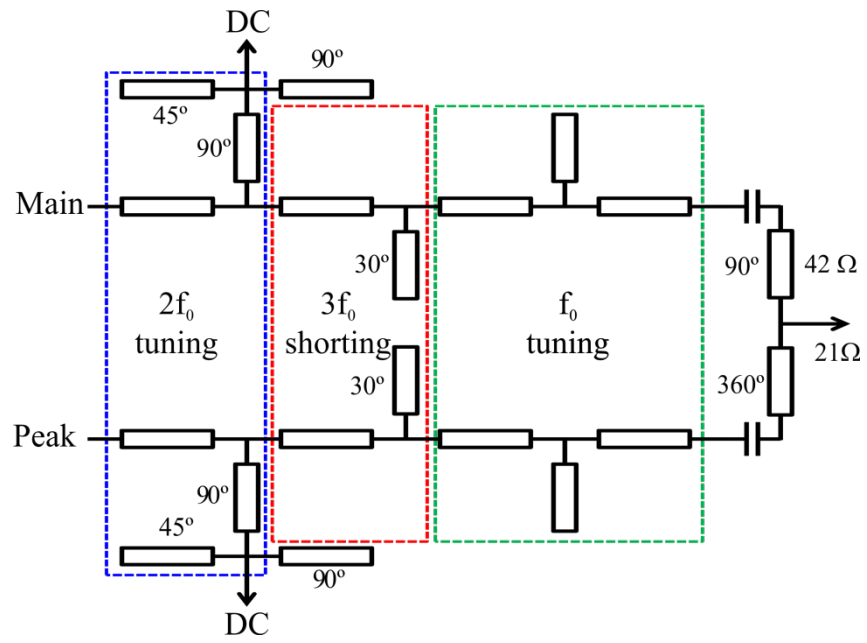 DC
90º
45º
90º
Main
30º
90º
42 Ω
2f₀
tuning
3f₀
shorting
f₀
tuning
21Ω
30º
360º
Peak
90º
45º
90º
DC